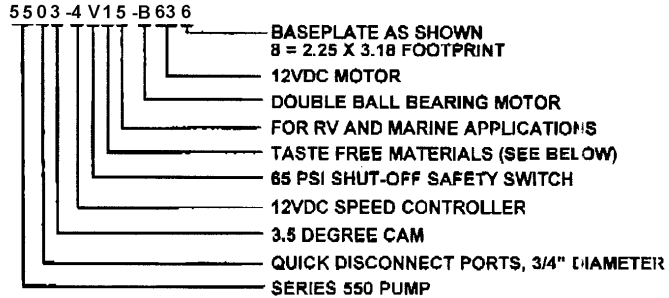 5503-4V15-B636
BASEPLATE AS SHOWN
8 = 2.25 X 3.18 FOOTPRINT
12VDC MOTOR
DOUBLE BALL BEARING MOTOR
FOR RV AND MARINE APPLICATIONS
TASTE FREE MATERIALS (SEE BELOW)
65 PSI SHUT-OFF SAFETY SWITCH
12VDC SPEED CONTROLLER
3.5 DEGREE CAM
QUICK DISCONNECT PORTS, 3/4" DIAMETER
SERIES 550 PUMP